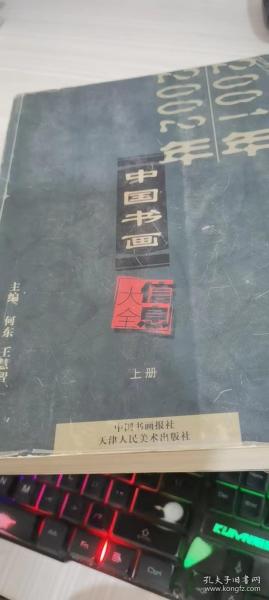 2001年
2002年
中国书画
信息
大全
上册
主编 何东 王慧智
中国书画报社
天津人民美术出版社
KUMI
孔夫子旧书网